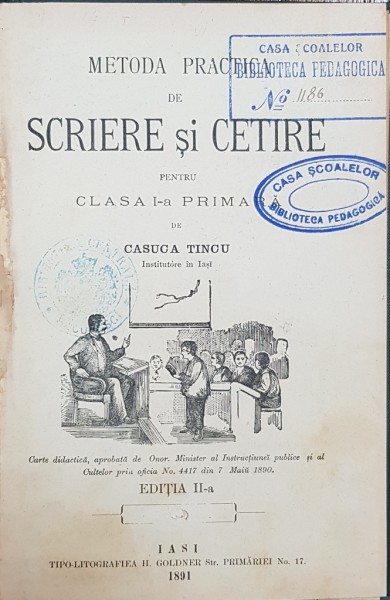 CASA ȘCOALELOR
BIBLIOTECA PEDAGOGICA
No 1186
METODA PRACTICA
DE
SCRIERE și CETIRE
PENTRU
CLASA I-a PRIMARĂ
CASA ȘCOALELOR
BIBLIOTECA PEDAGOGICĂ
DE
CASUCA TINCU
Institutóre în Iași
Carte didactică, aprobată de Onor. Minister al Instrucțiunei publice și al
Cultelor prin oficia No. 4417 din 7 Maiŭ 1890.
EDIȚIA II-a
IASI
TIPO-LITOGRAFIEA H. GOLDNER Str. PRIMĂRIEI No. 17.
1891